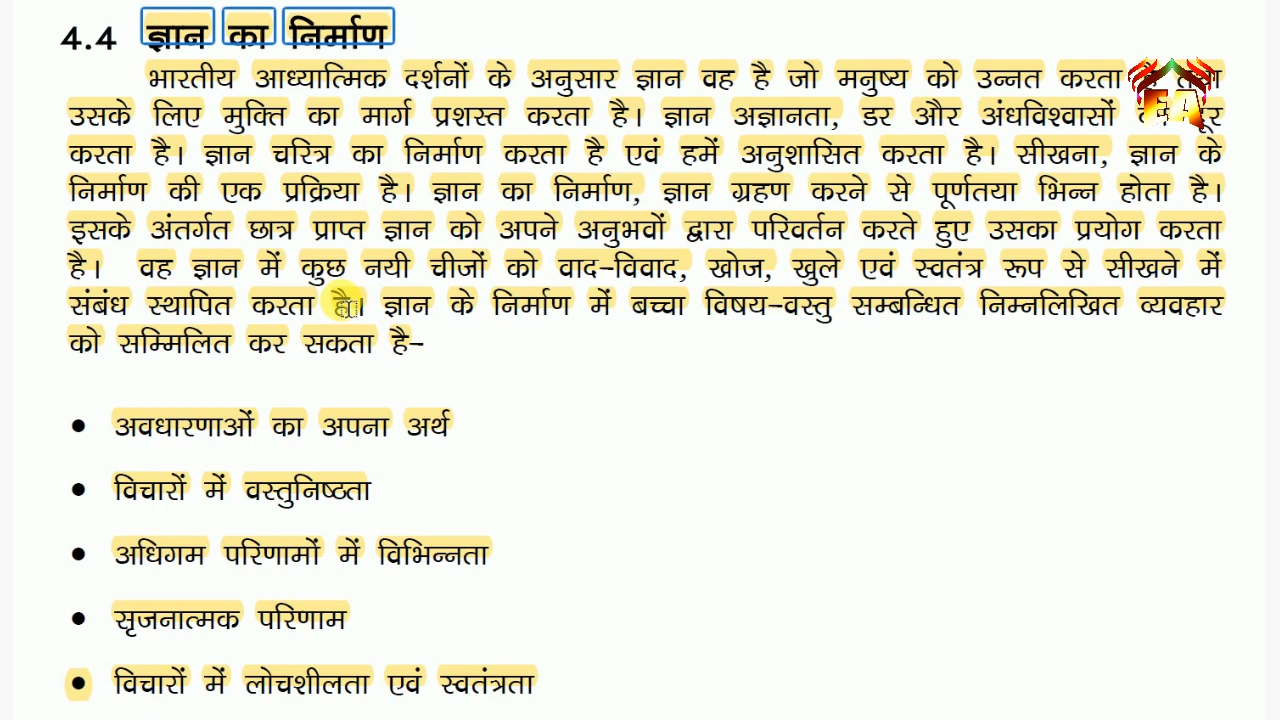 4.4 ज्ञान का निर्माण
भारतीय आध्यात्मिक दर्शनों के अनुसार ज्ञान वह है जो मनुष्य को उन्नत करता
उसके लिए मुक्ति का मार्ग प्रशस्त करता है। ज्ञान अज्ञानता, डर और अंधविश्वासों
करता है। ज्ञान चरित्र का निर्माण करता है एवं हमें अनुशासित करता है। सीखना, ज्ञान के
निर्माण की एक प्रक्रिया है। ज्ञान का निर्माण, ज्ञान ग्रहण करने से पूर्णतया भिन्न होता है।
इसके अंतर्गत छात्र प्राप्त ज्ञान को अपने अनुभवों द्वारा परिवर्तन करते हुए उसका प्रयोग करता
है। वह ज्ञान में कुछ नयी चीजों को वाद-विवाद, खोज, खुले एवं स्वतंत्र रूप से सीखने में
संबंध स्थापित करता है। ज्ञान के निर्माण में बच्चा विषय-वस्तु सम्बन्धित निम्नलिखित व्यवहार
को सम्मिलित कर सकता है-
• अवधारणाओं का अपना अर्थ
• विचारों में वस्तुनिष्ठता
• अधिगम परिणामों में विभिन्नता
• सृजनात्मक परिणाम
• विचारों में लोचशीलता एवं स्वतंत्रता